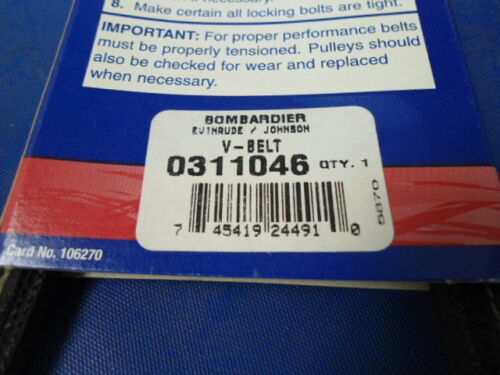 if necessary.
8. Make certain all locking bolts are tight.
IMPORTANT: For proper performance belts
must be properly tensioned. Pulleys should
also be checked for wear and replaced
when necessary.
BOMBARDIER
EVINRUDE / JOHNSON
V-BELT
0311046 QTY. 1
5870
7 45419 24491 0
Card No. 106270